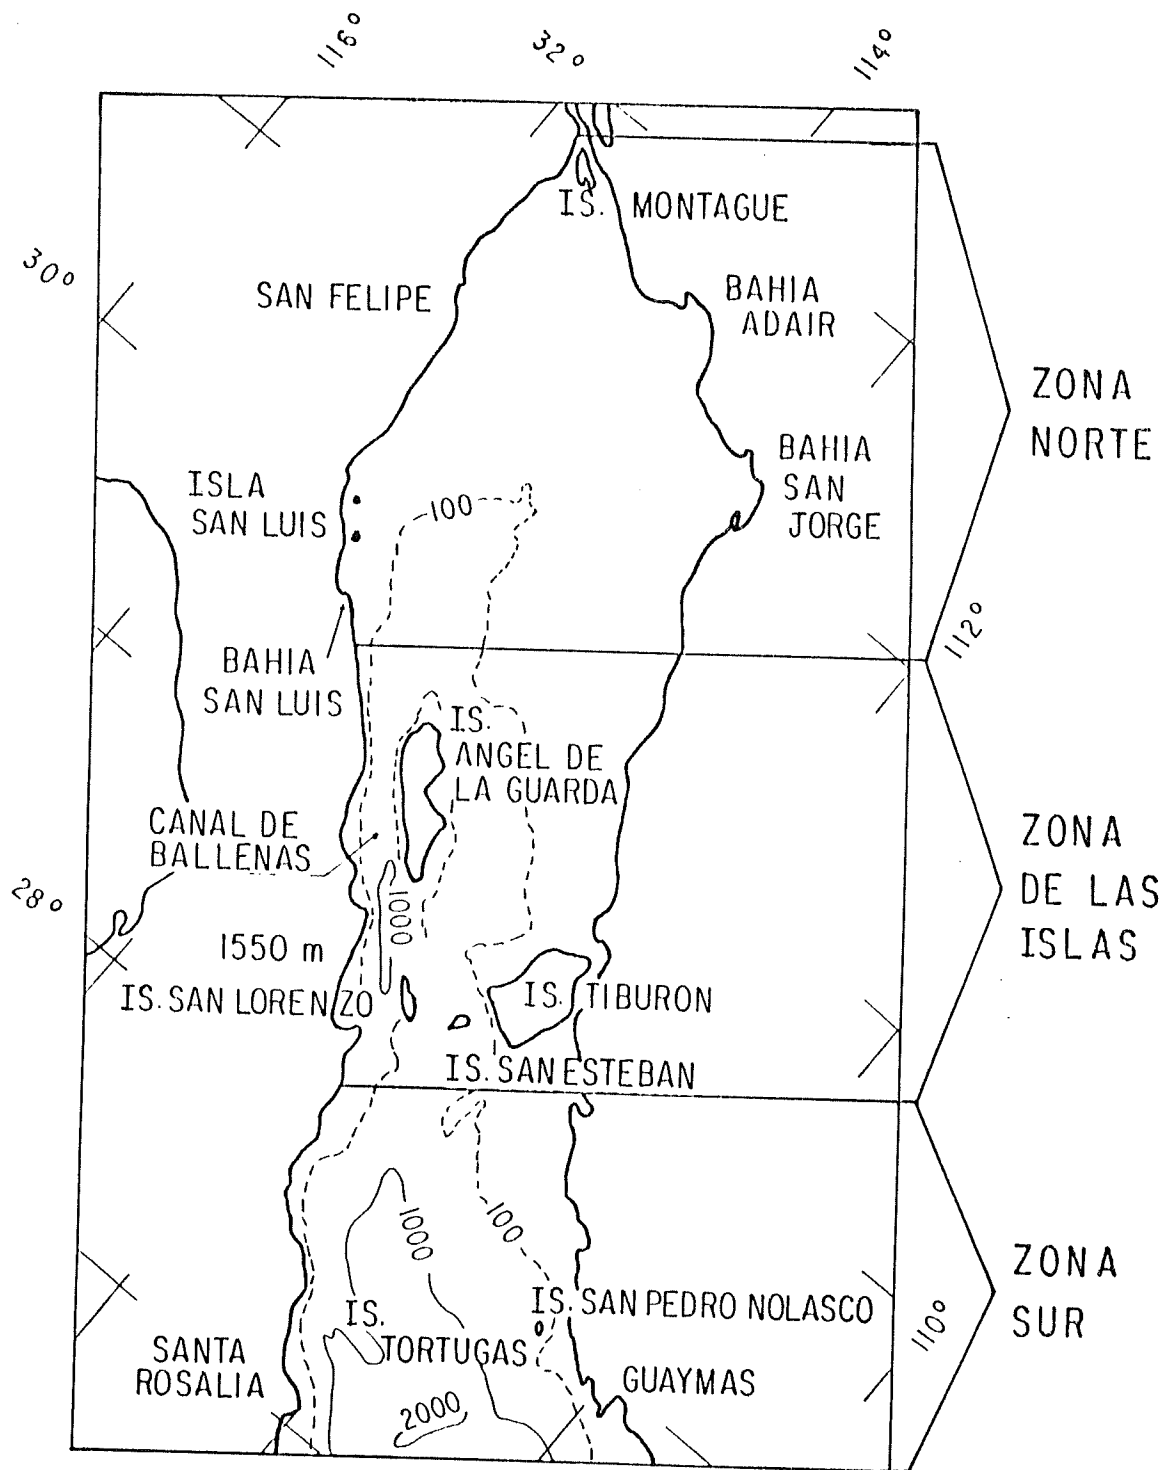 116°
32°
114°
IS. MONTAGUE
30°
SAN FELIPE
BAHIA
ADAIR
ZONA
NORTE
BAHIA
SAN
JORGE
ISLA
SAN LUIS
100
112°
BAHIA
SAN LUIS
IS.
ANGEL DE
LA GUARDA
CANAL DE
BALLENAS
ZONA
DE LAS
ISLAS
28°
1000
1550 m
IS. SAN LORENZO
IS. TIBURON
IS. SAN ESTEBAN
1000
100
ZONA
SUR
IS. SAN PEDRO NOLASCO
110°
IS.
TORTUGAS
SANTA
ROSALIA
GUAYMAS
2000